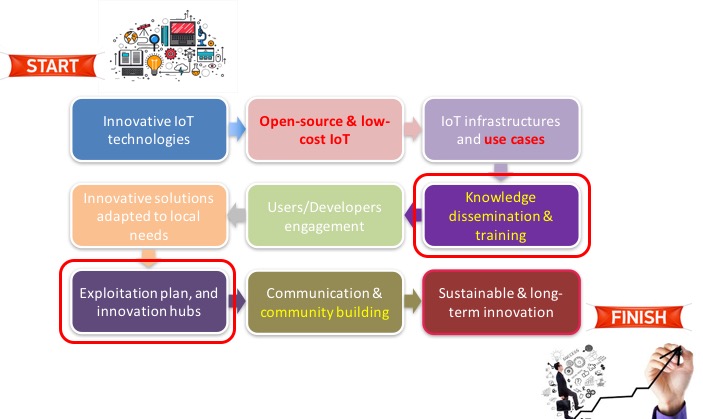 START
Innovative IoT
technologies
Open-source & low-
cost IoT
IoT infrastructures
and use cases
Knowledge
dissemination &
training
Users/Developers
engagement
Innovative solutions
adapted to local
needs
Exploitation plan, and
innovation hubs
Communication &
community building
Sustainable & long-
term innovation
FINISH
SUCCESS